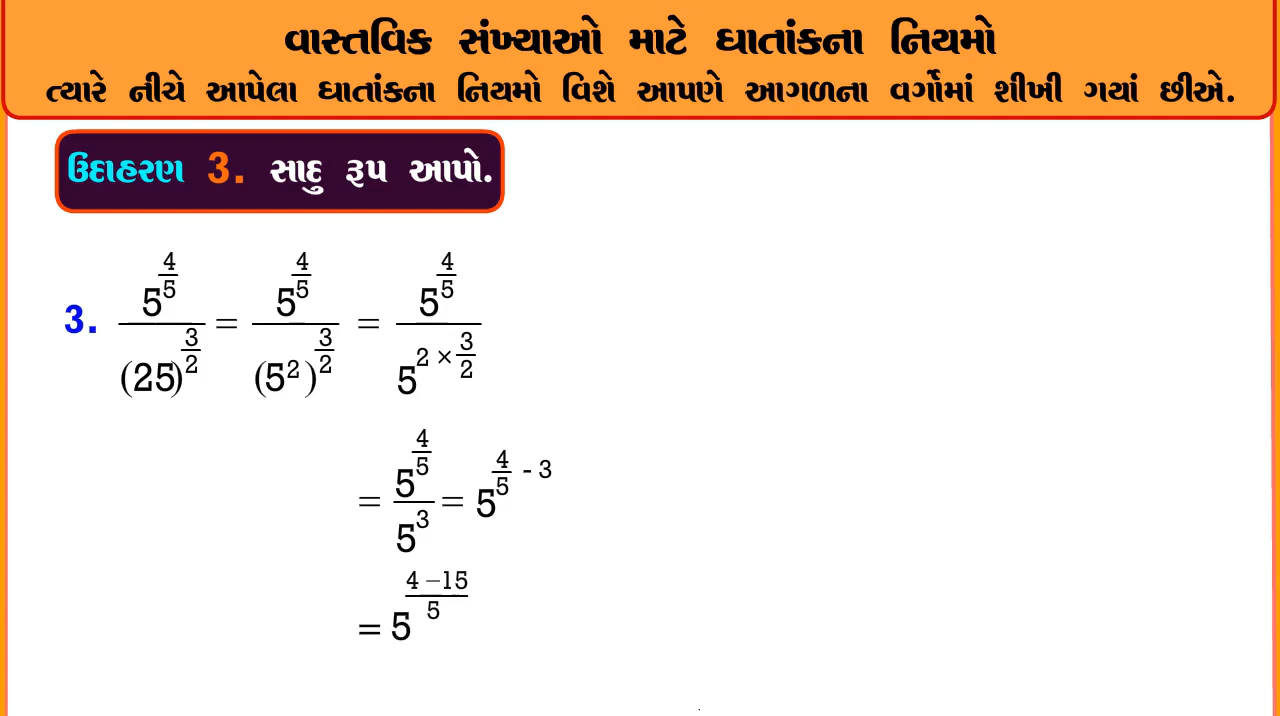 વાસ્તવિક સંખ્યાઓ માટે ઘાતાંકના નિયમો
ત્યારે નીચે આપેલા ઘાતાંકના નિયમો વિશે આપણે આગળના વર્ગોમાં શીખી ગયાં છીએ.
ઉદાહરણ 3. સાદુ રૂપ આપો.
3. 5^(4/5) / (25)^(3/2) = 5^(4/5) / (5^2)^(3/2) = 5^(4/5) / 5^(2 × 3/2)
= 5^(4/5) / 5^3 = 5^(4/5 - 3)
= 5^((4 – 15)/5)